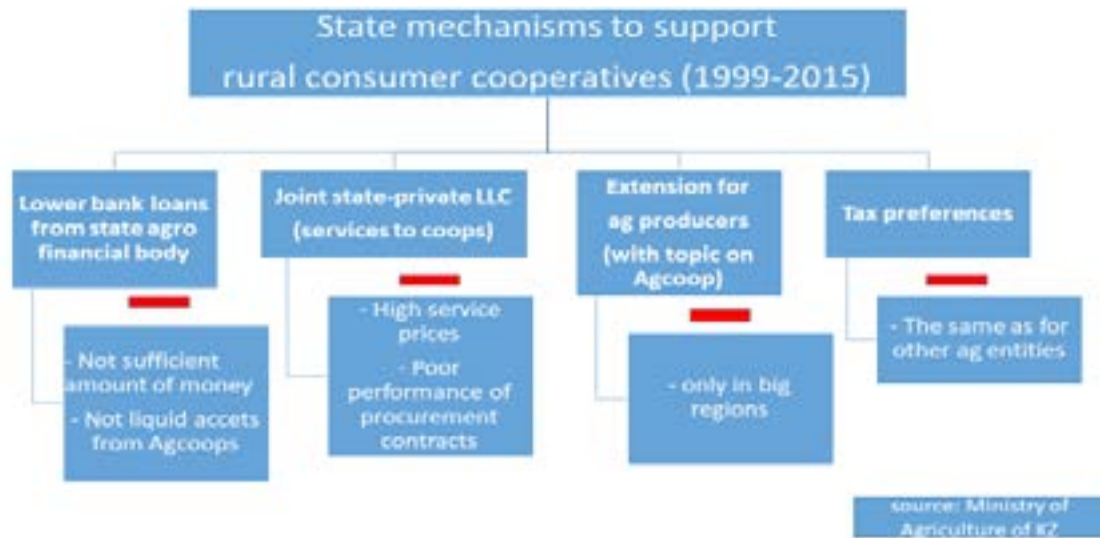 State mechanisms to support
rural consumer cooperatives (1999-2015)
Lower bank loans
from state agro
financial body
Joint state-private LLC
(services to coops)
Extension for
ag producers
(with topic on
Agcoop)
Tax preferences
- Not sufficient
amount of money
- Not liquid accets
from Agcoops
- High service
prices
- Poor
performance of
procurement
contracts
- only in big
regions
- The same as for
other ag entities
source: Ministry of
Agriculture of KZ